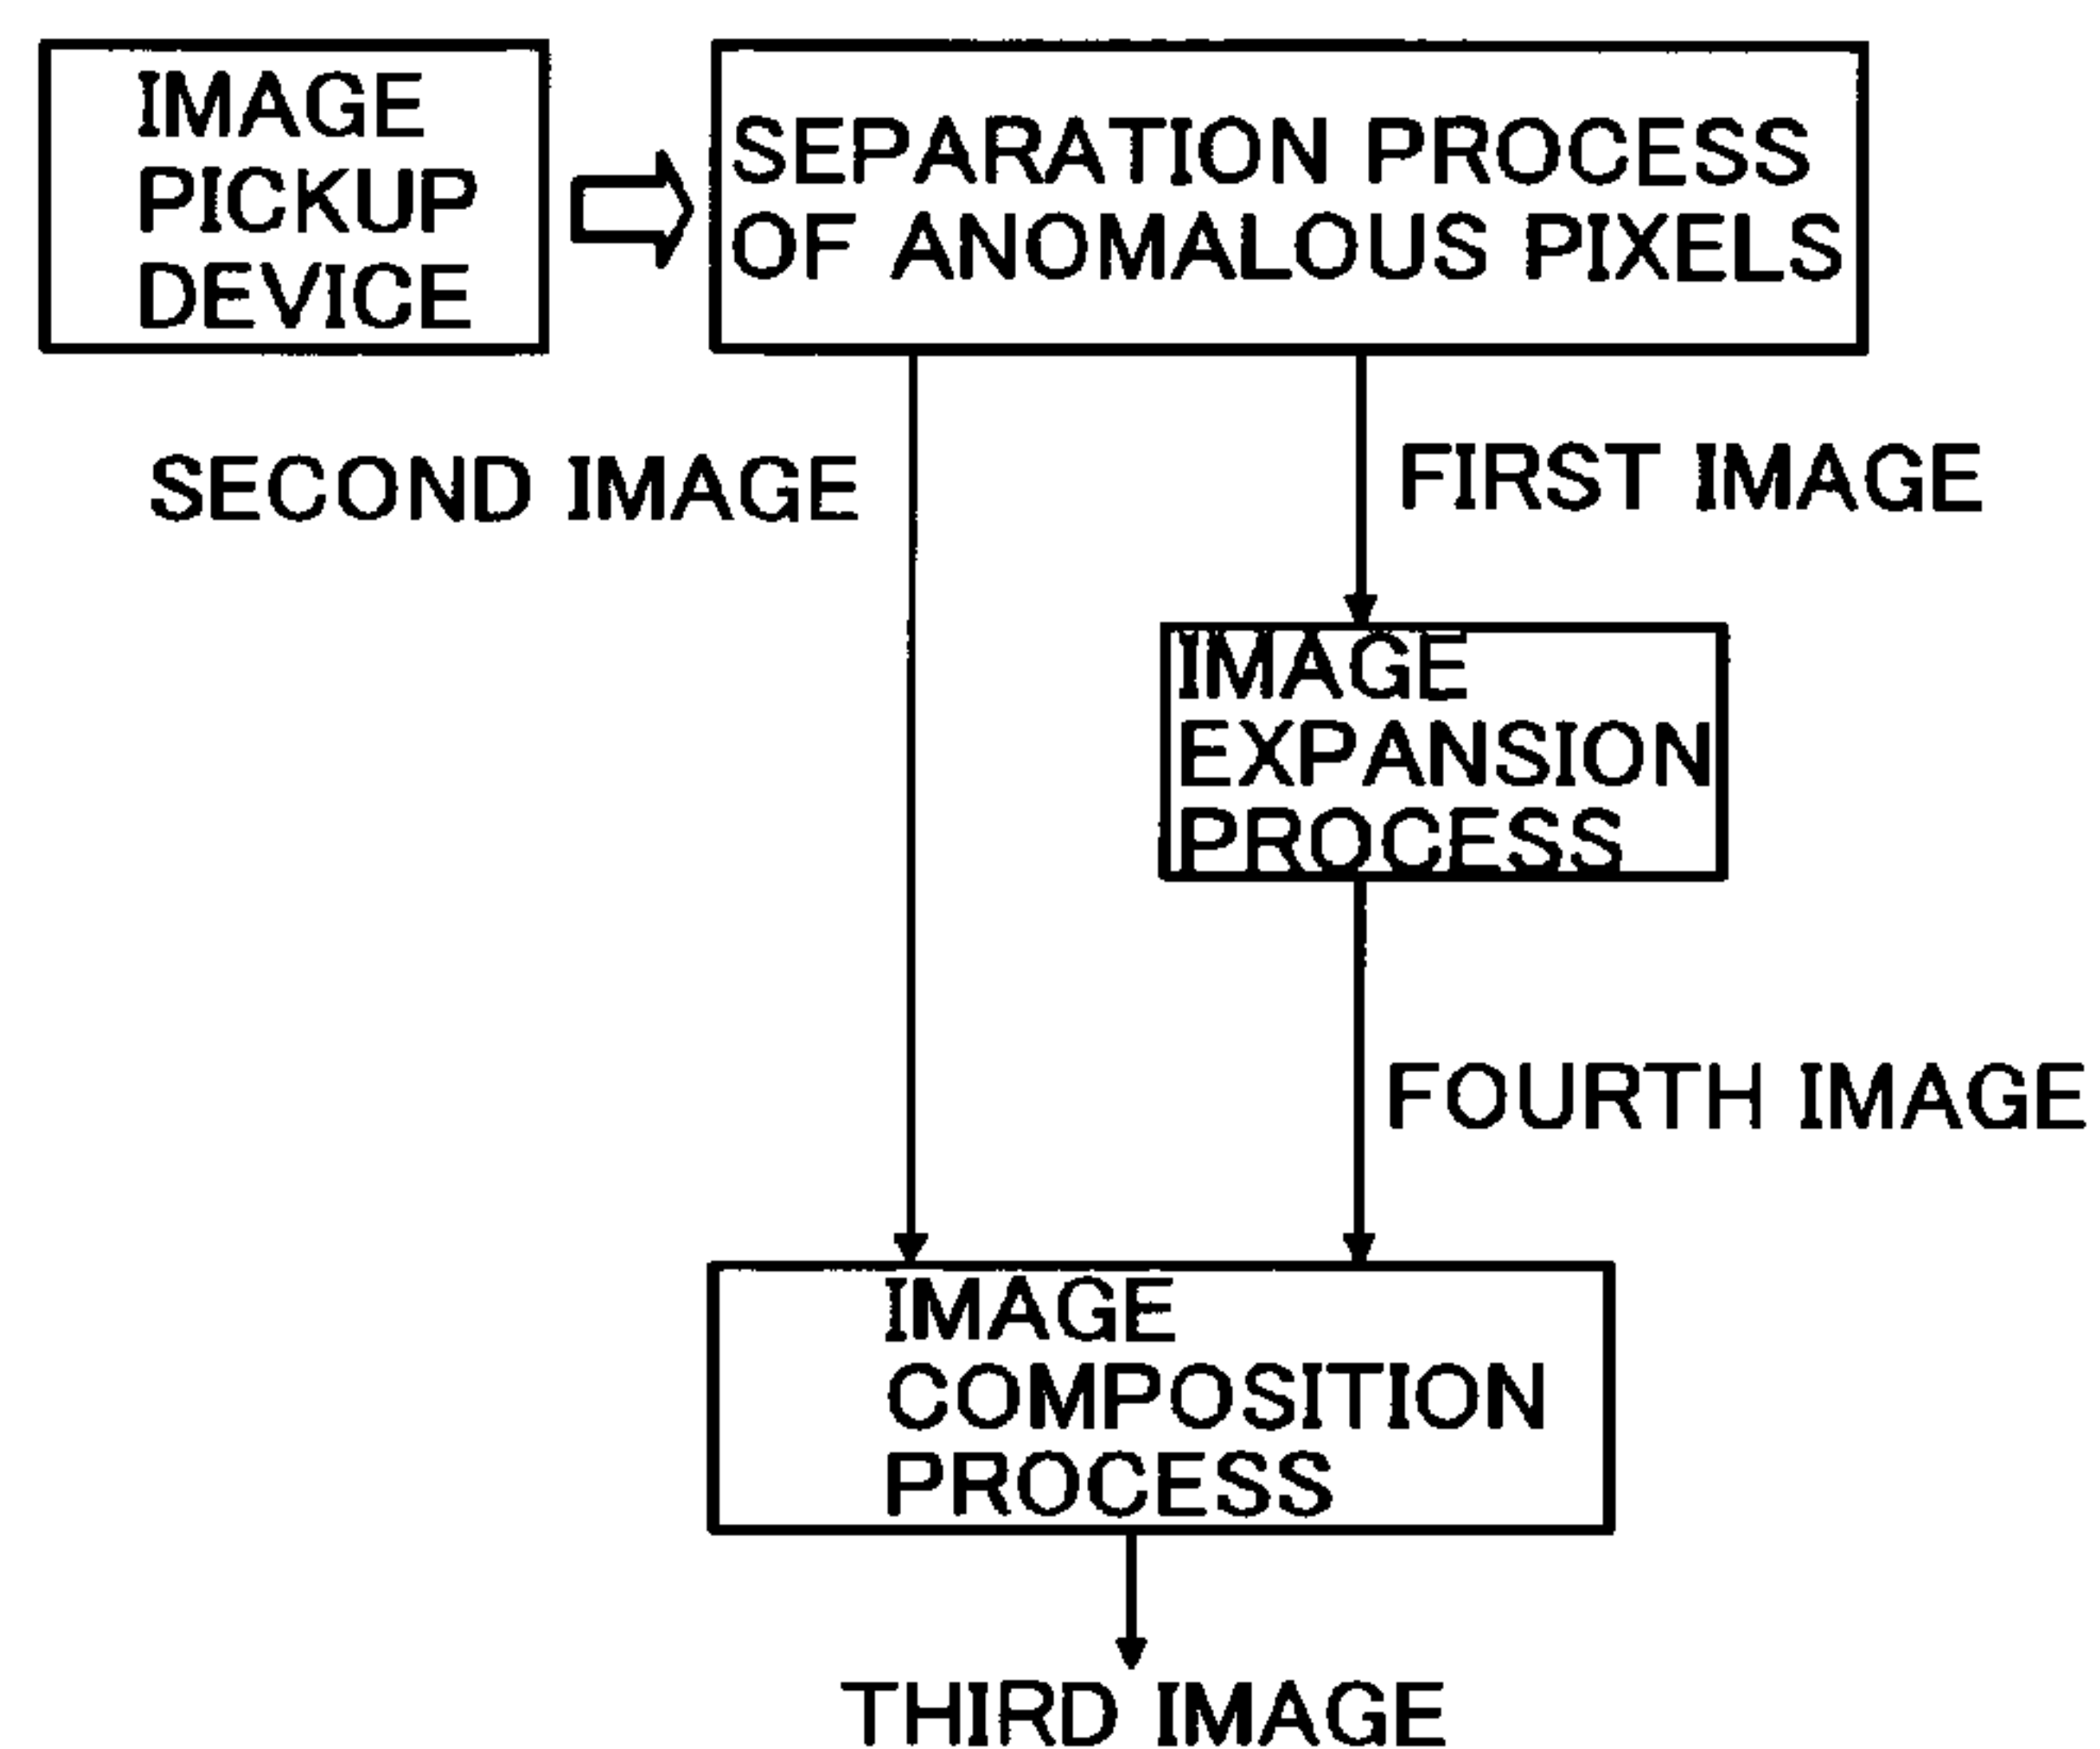 IMAGE
PICKUP
DEVICE
SEPARATION PROCESS
OF ANOMALOUS PIXELS
SECOND IMAGE
FIRST IMAGE
IMAGE
EXPANSION
PROCESS
FOURTH IMAGE
IMAGE
COMPOSITION
PROCESS
THIRD IMAGE